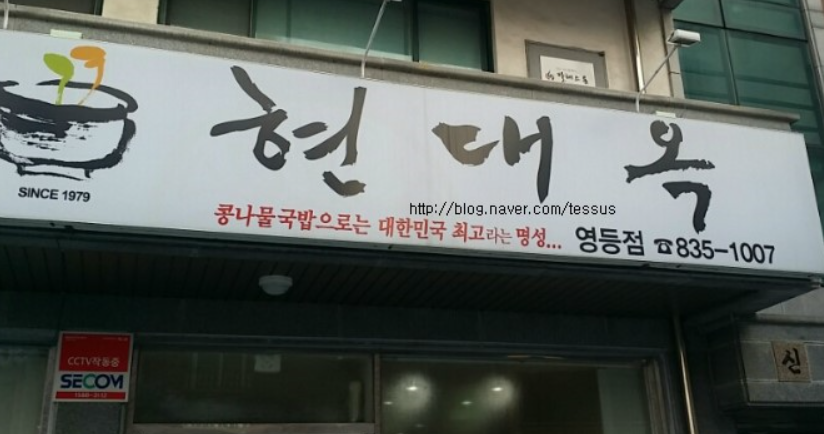 현대옥
SINCE 1979
http://blog.naver.com/tessus
콩나물국밥으로는 대한민국 최고라는 명성...
영등점 ☎835-1007
CCTV작동중
SECOM
신